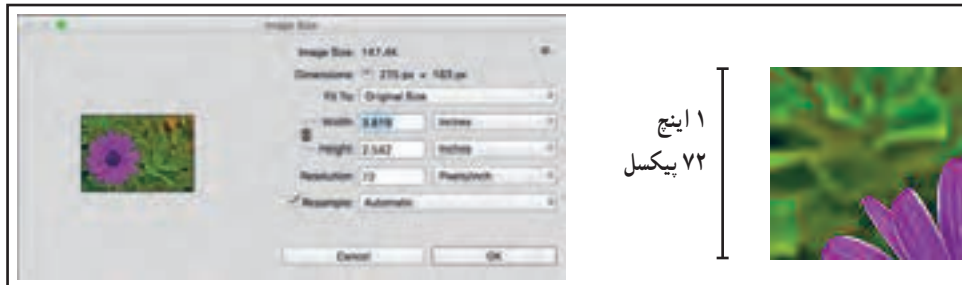 Image Size
Image Size: 147.4K
Dimensions: 275 px × 183 px
Fit To: Original Size
Width: 3.819 Inches
Height: 2.542 Inches
Resolution: 72 Pixels/Inch
Resample: Automatic
Cancel OK
۱ اینچ
۷۲ پیکسل